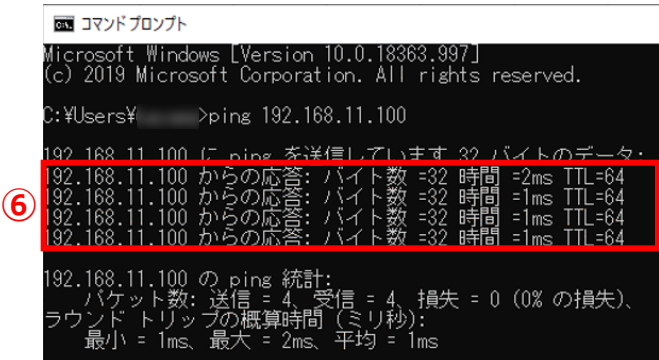 コマンド プロンプト
Microsoft Windows [Version 10.0.18363.997]
(c) 2019 Microsoft Corporation. All rights reserved.
C:¥Users¥ >ping 192.168.11.100
192.168.11.100 に ping を送信しています 32 バイトのデータ:
192.168.11.100 からの応答: バイト数 =32 時間 =2ms TTL=64
192.168.11.100 からの応答: バイト数 =32 時間 =1ms TTL=64
192.168.11.100 からの応答: バイト数 =32 時間 =1ms TTL=64
192.168.11.100 からの応答: バイト数 =32 時間 =1ms TTL=64
⑥
192.168.11.100 の ping 統計:
パケット数: 送信 = 4、受信 = 4、損失 = 0 (0% の損失)、
ラウンド トリップの概算時間 (ミリ秒):
最小 = 1ms、最大 = 2ms、平均 = 1ms